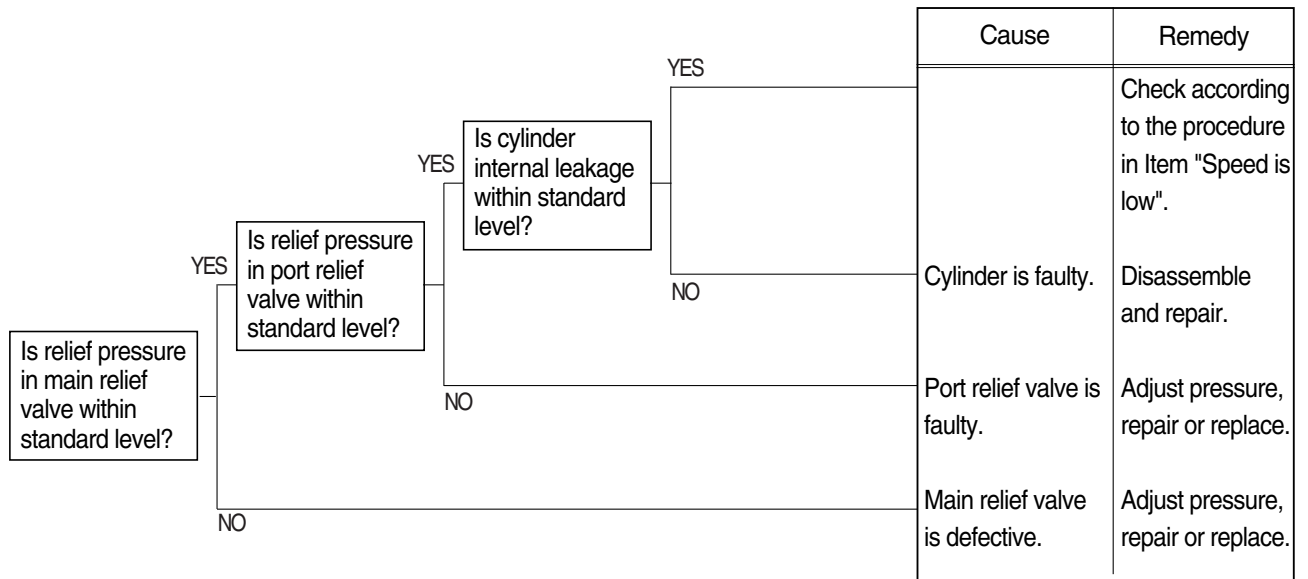 Cause
Remedy
YES
Check according
to the procedure
in Item "Speed is
low".
YES
Is cylinder
internal leakage
within standard
level?
NO
Cylinder is faulty.
Disassemble
and repair.
YES
Is relief pressure
in port relief
valve within
standard level?
NO
Port relief valve is
faulty.
Adjust pressure,
repair or replace.
Is relief pressure
in main relief
valve within
standard level?
NO
Main relief valve
is defective.
Adjust pressure,
repair or replace.